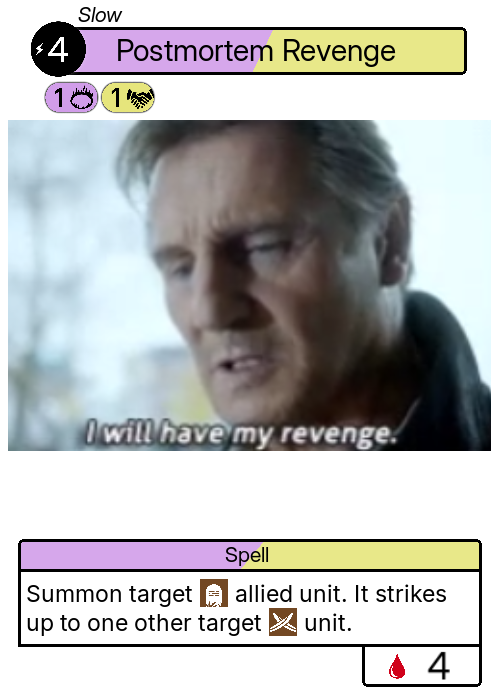 Slow
4 Postmortem Revenge
1 1
I will have my revenge.
Spell
Summon target allied unit. It strikes
up to one other target unit.
4